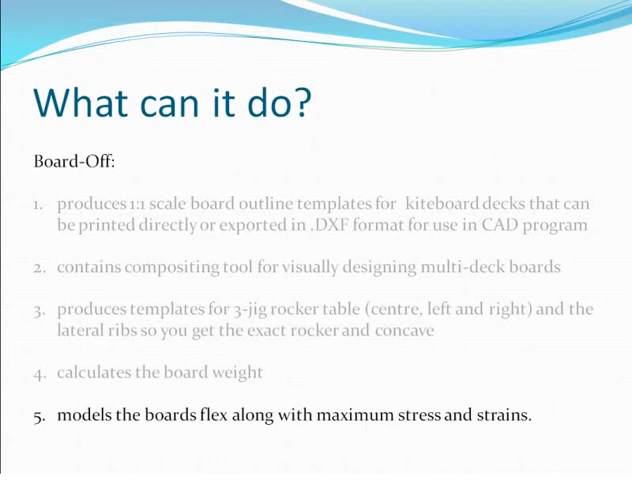 What can it do?
Board-Off:
1. produces 1:1 scale board outline templates for kiteboard decks that can
be printed directly or exported in .DXF format for use in CAD program
2. contains compositing tool for visually designing multi-deck boards
3. produces templates for 3-jig rocker table (centre, left and right) and the
lateral ribs so you get the exact rocker and concave
4. calculates the board weight
5. models the boards flex along with maximum stress and strains.